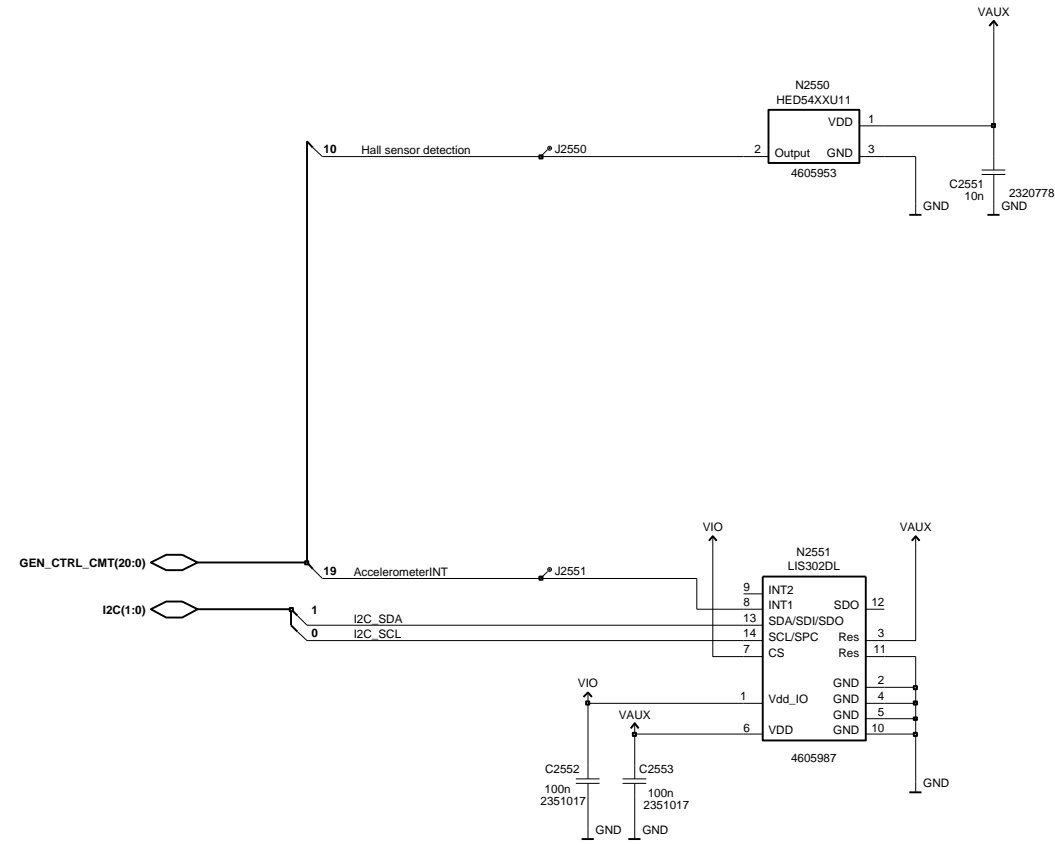 VAUX
N2550
HED54XXU11
VDD 1
10 Hall sensor detection J2550 2 Output GND 3
4605953
C2551
10n
2320778
GND GND
VIO VAUX
N2551
LIS302DL
GEN_CTRL_CMT(20:0)
19 AccelerometerINT J2551
9 INT2
8 INT1 SDO 12
I2C(1:0)
1 I2C_SDA 13 SDA/SDI/SDO
0 I2C_SCL 14 SCL/SPC Res 3
7 CS Res 11
GND 2
VIO 1 Vdd_IO GND 4
GND 5
VAUX 6 VDD GND 10
4605987
C2552 C2553
100n 100n
2351017 2351017
GND
GND GND